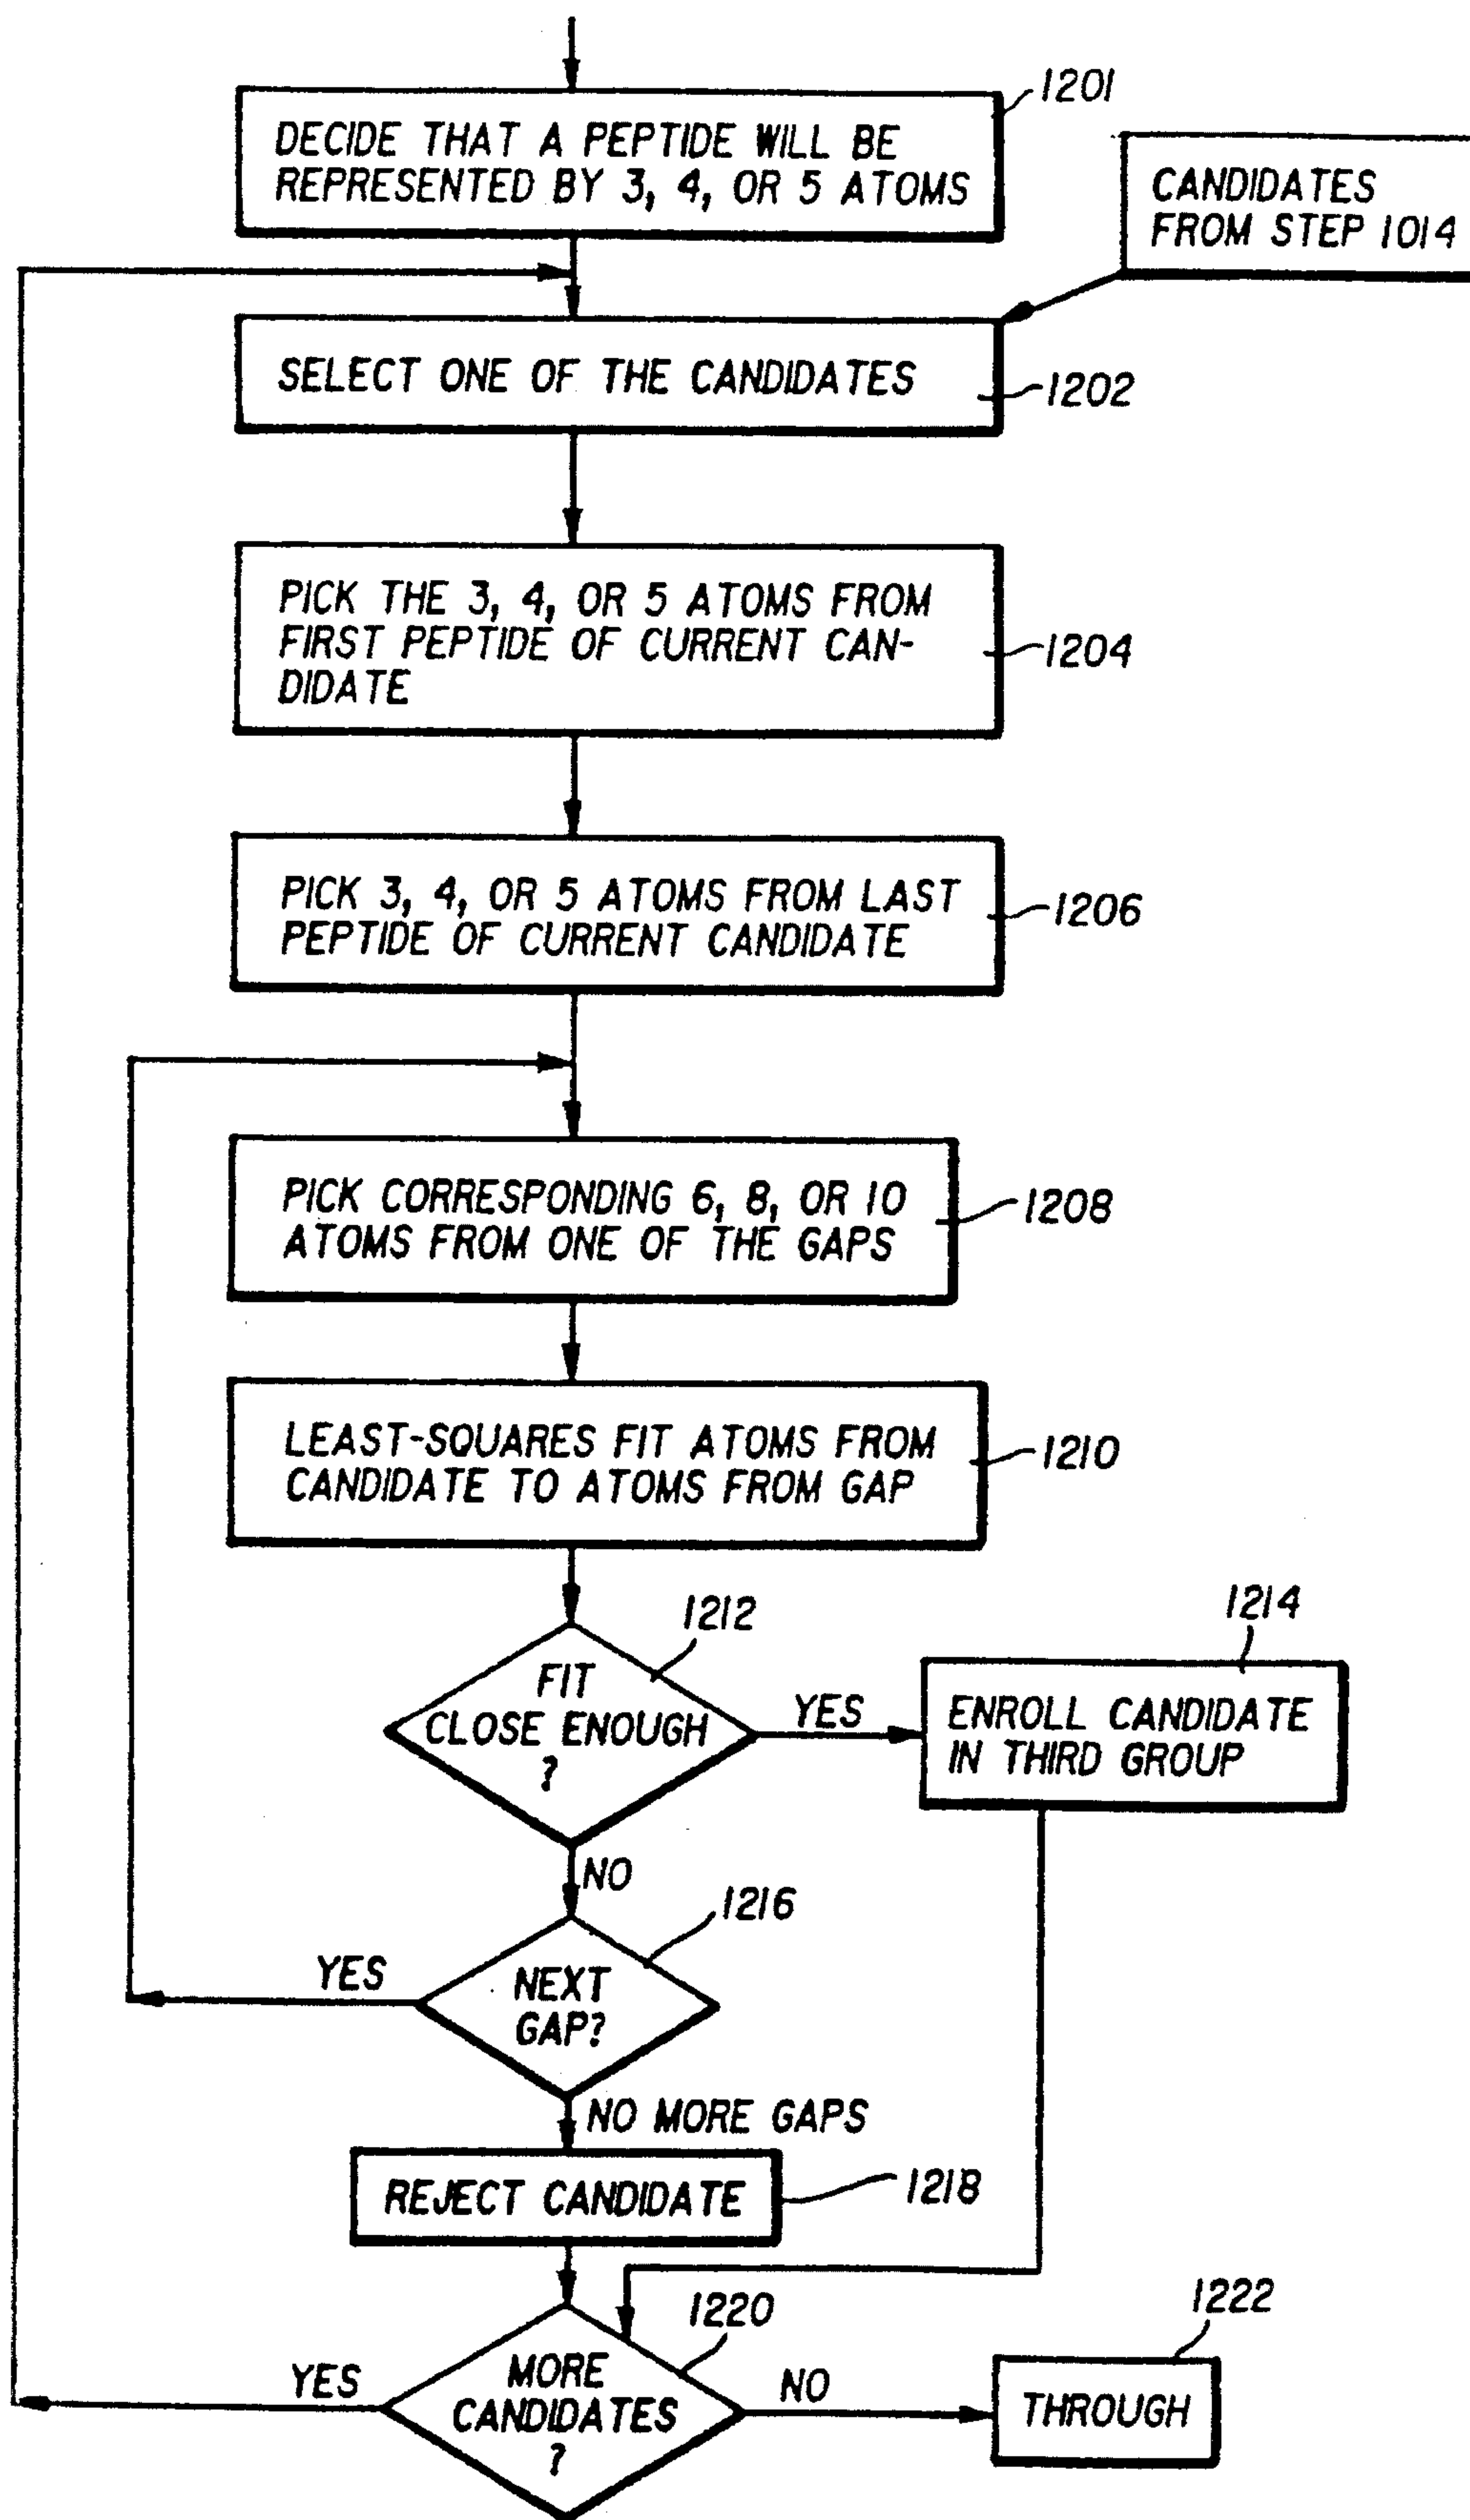 1201
DECIDE THAT A PEPTIDE WILL BE
REPRESENTED BY 3, 4, OR 5 ATOMS
CANDIDATES
FROM STEP 1014
SELECT ONE OF THE CANDIDATES
1202
PICK THE 3, 4, OR 5 ATOMS FROM
FIRST PEPTIDE OF CURRENT CAN-
DIDATE
1204
PICK 3, 4, OR 5 ATOMS FROM LAST
PEPTIDE OF CURRENT CANDIDATE
1206
PICK CORRESPONDING 6, 8, OR 10
ATOMS FROM ONE OF THE GAPS
1208
LEAST-SQUARES FIT ATOMS FROM
CANDIDATE TO ATOMS FROM GAP
1210
1212
FIT
CLOSE ENOUGH
?
YES
1214
ENROLL CANDIDATE
IN THIRD GROUP
NO
1216
NEXT
GAP?
YES
NO MORE GAPS
REJECT CANDIDATE
1218
1220
MORE
CANDIDATES
?
YES
NO
1222
THROUGH